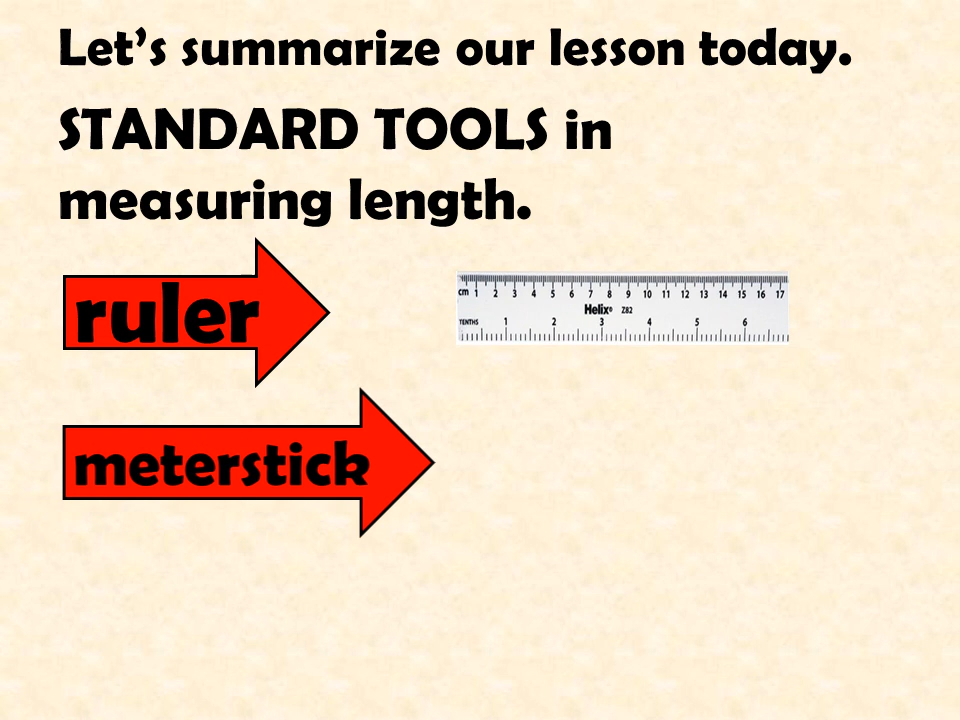 Let's summarize our lesson today.
STANDARD TOOLS in
measuring length.
ruler
cm 1 2 3 4 5 6 7 8 9 10 11 12 13 14 15 16 17
Helix® Z82
TENTHS 1 2 3 4 5 6
meterstick